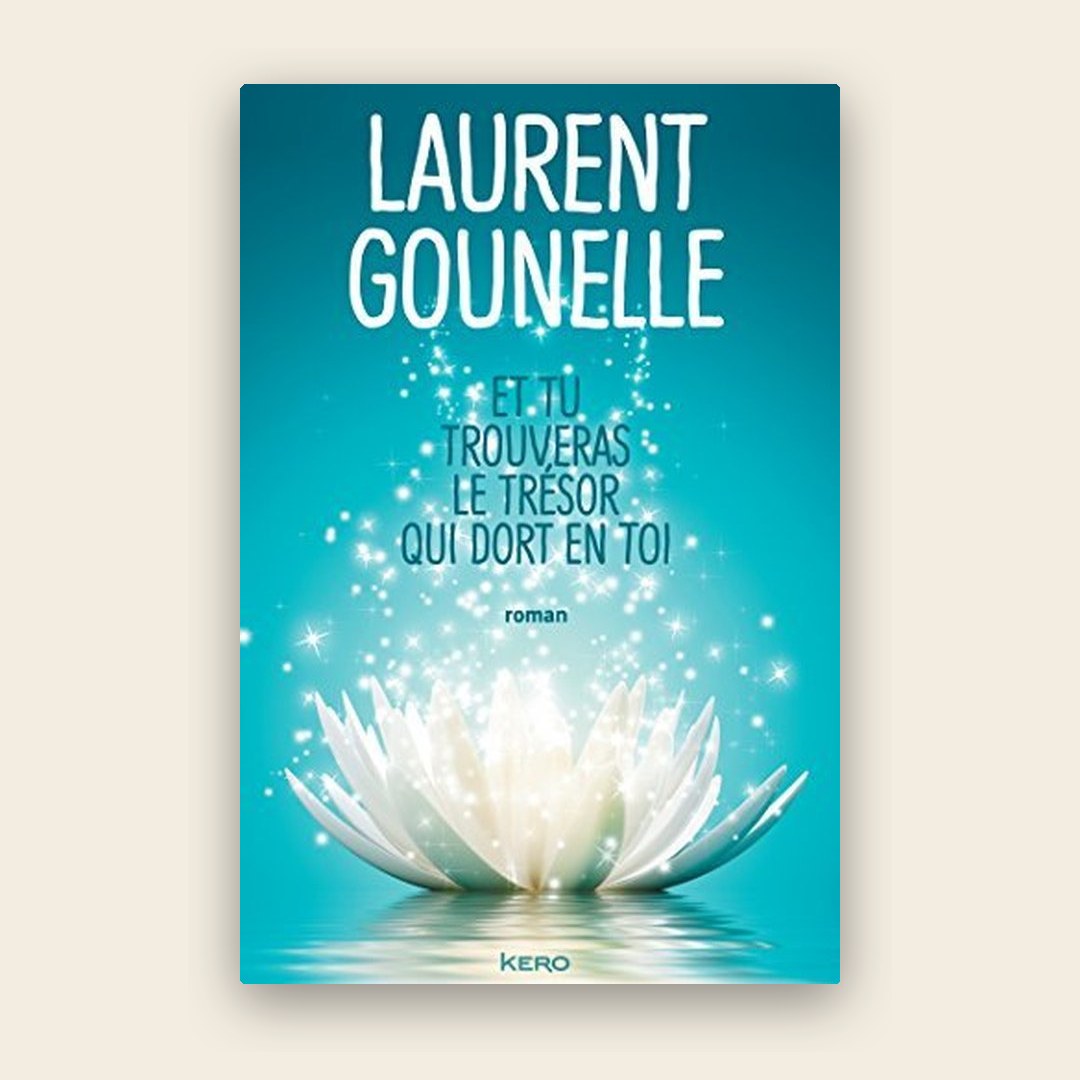 LAURENT
GOUNELLE
ET TU
TROUVERAS
LE TRÉSOR
QUI DORT EN TOI
roman
KERO